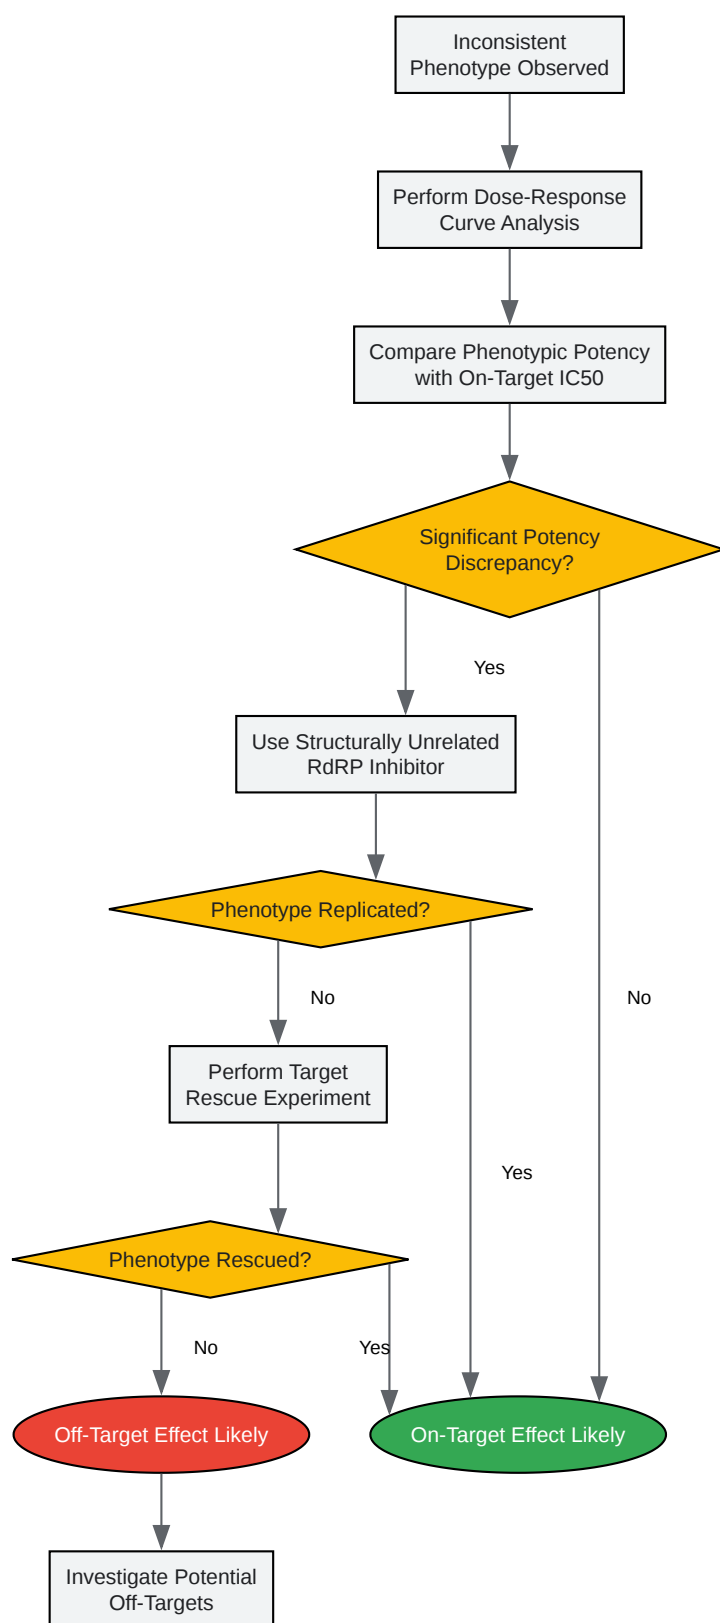 Inconsistent
Phenotype Observed
Perform Dose-Response
Curve Analysis
Compare Phenotypic Potency
with On-Target IC50
Significant Potency
Discrepancy?
Yes
Use Structurally Unrelated
RdRP Inhibitor
Phenotype Replicated?
No
No
Perform Target
Rescue Experiment
Yes
Phenotype Rescued?
No
Yes
Off-Target Effect Likely
On-Target Effect Likely
Investigate Potential
Off-Targets